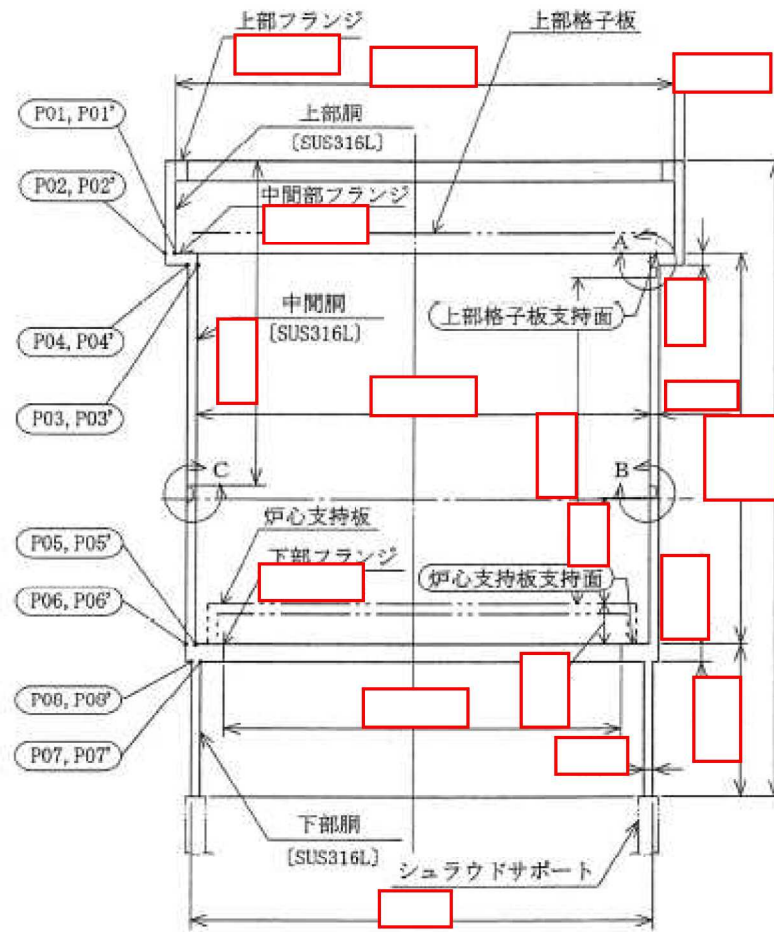 上部フランジ
上部格子板
P01, P01'
上部胴
〔SUS316L〕
P02, P02'
中間部フランジ
A
中間胴
〔SUS316L〕
上部格子板支持面
P04, P04'
P03, P03'
C
B
炉心支持板
P05, P05'
下部フランジ
炉心支持板支持面
P06, P06'
P08, P08'
P07, P07'
下部胴
〔SUS316L〕
シュラウドサポート